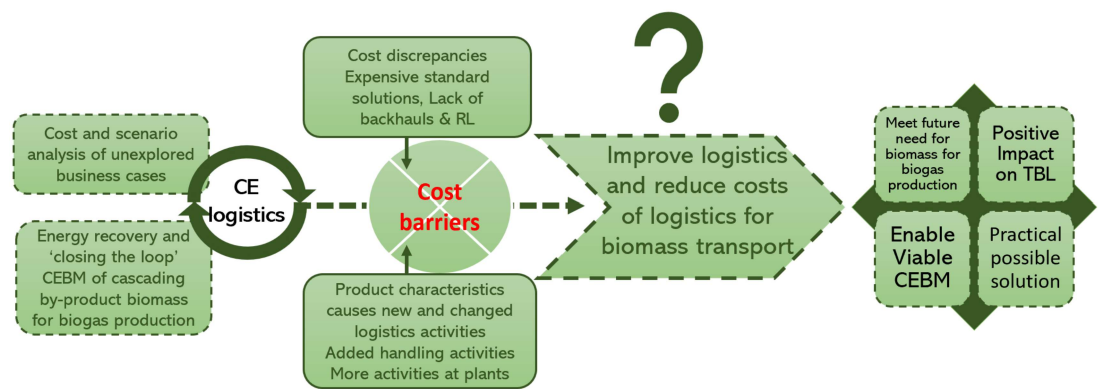 Cost and scenario
analysis of unexplored
business cases
Energy recovery and
‘closing the loop’
CEBM of cascading
by-product biomass
for biogas production
CE
logistics
Cost discrepancies
Expensive standard
solutions, Lack of
backhauls & RL
Cost
barriers
Product characteristics
causes new and changed
logistics activities
Added handling activities
More activities at plants
?
Improve logistics
and reduce costs
of logistics for
biomass transport
Meet future
need for
biomass for
biogas
production
Positive
Impact
on TBL
Enable
Viable
CEBM
Practical
possible
solution